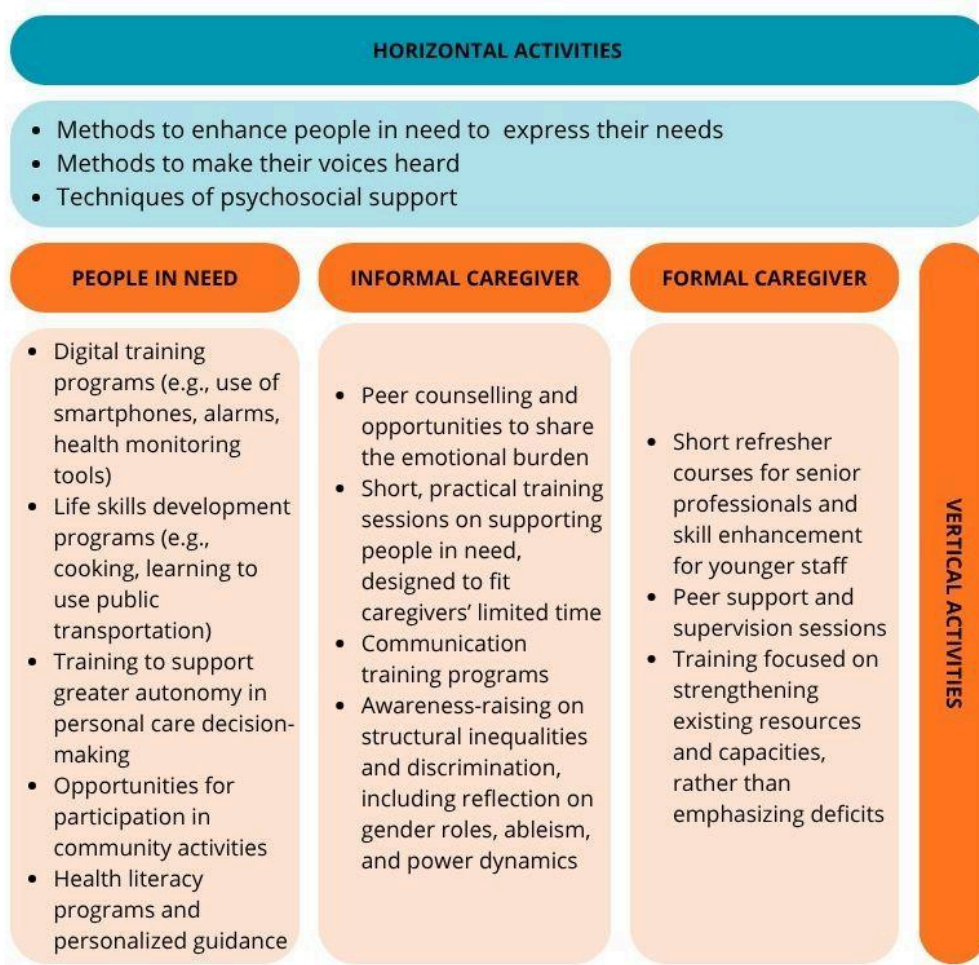 HORIZONTAL ACTIVITIES
• Methods to enhance people in need to express their needs
• Methods to make their voices heard
• Techniques of psychosocial support
PEOPLE IN NEED
• Digital training
programs (e.g., use of
smartphones, alarms,
health monitoring
tools)
• Life skills development
programs (e.g.,
cooking, learning to
use public
transportation)
• Training to support
greater autonomy in
personal care decision-
making
• Opportunities for
participation in
community activities
• Health literacy
programs and
personalized guidance
INFORMAL CAREGIVER
• Peer counselling and
opportunities to share
the emotional burden
• Short, practical training
sessions on supporting
people in need,
designed to fit
caregivers’ limited time
• Communication
training programs
• Awareness-raising on
structural inequalities
and discrimination,
including reflection on
gender roles, ableism,
and power dynamics
FORMAL CAREGIVER
• Short refresher
courses for senior
professionals and
skill enhancement
for younger staff
• Peer support and
supervision sessions
• Training focused on
strengthening
existing resources
and capacities,
rather than
emphasizing deficits
VERTICAL ACTIVITIES